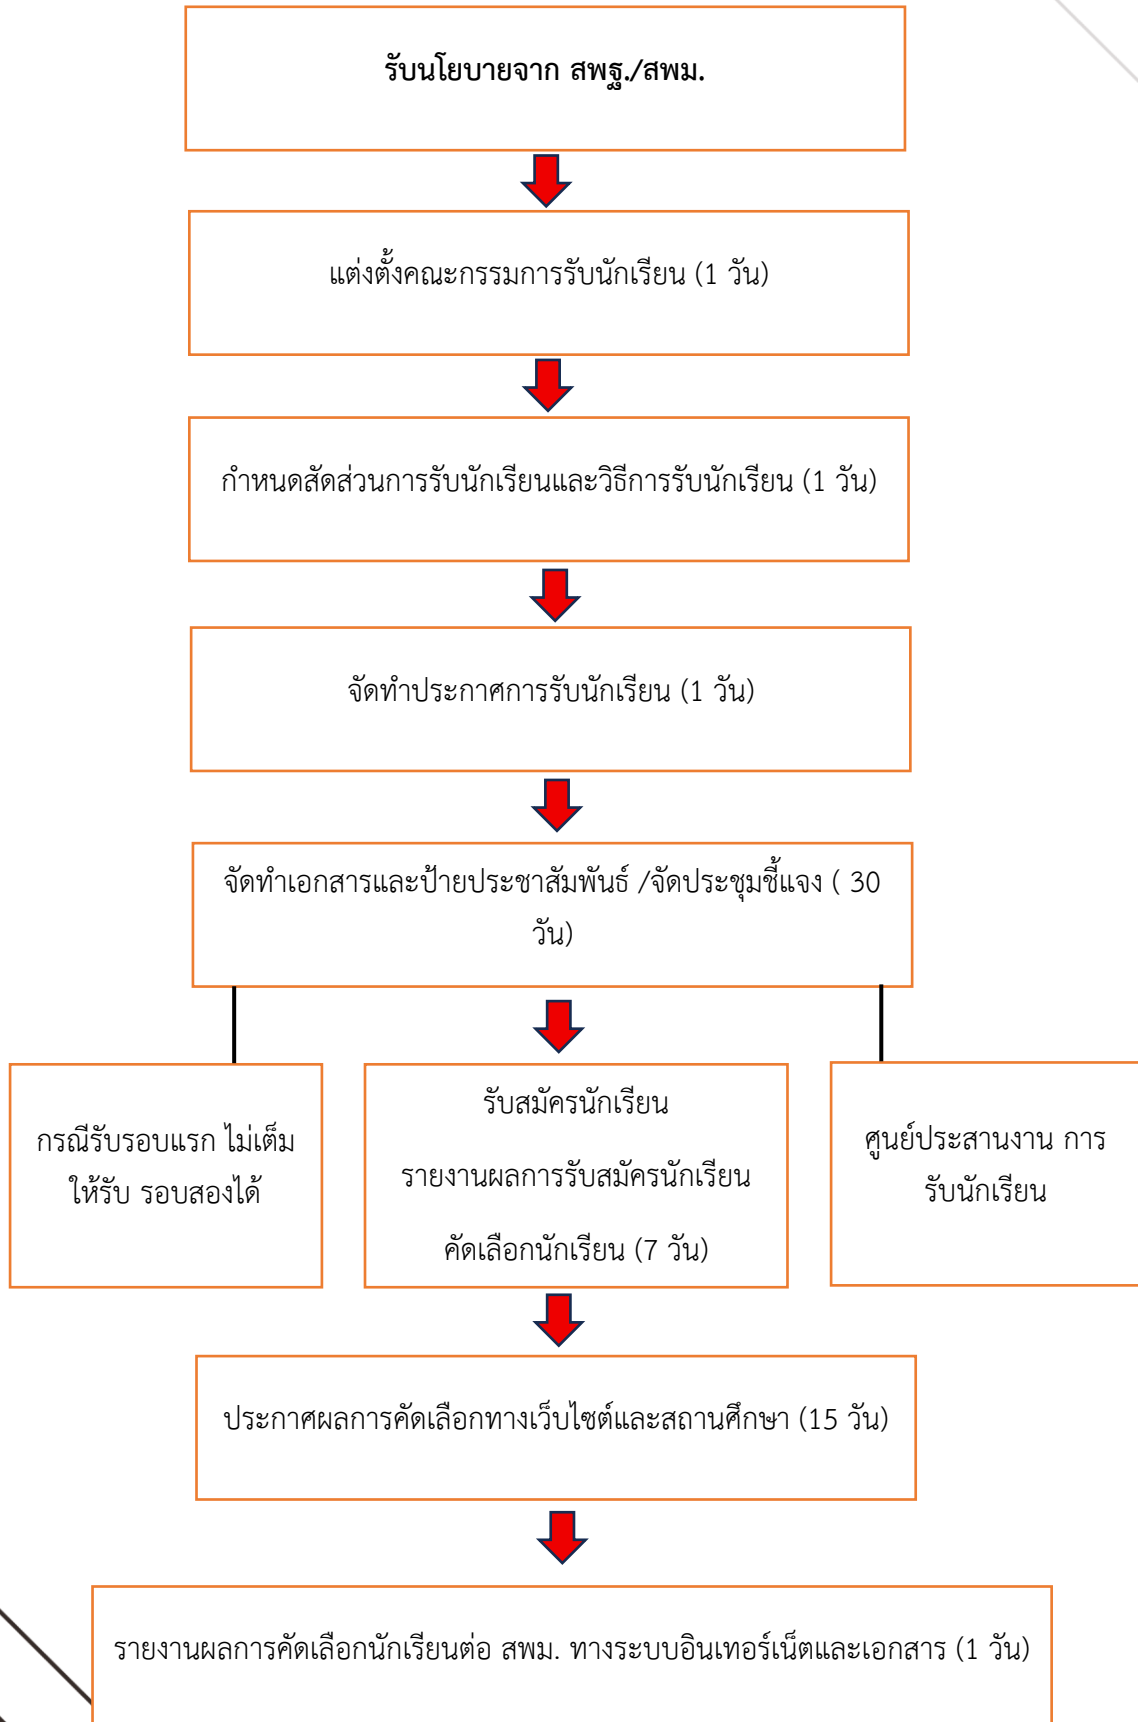 รับนโยบายจาก สพฐ./สพม.
แต่งตั้งคณะกรรมการรับนักเรียน (1 วัน)
กำหนดสัดส่วนการรับนักเรียนและวิธีการรับนักเรียน (1 วัน)
จัดทำประกาศการรับนักเรียน (1 วัน)
จัดทำเอกสารและป้ายประชาสัมพันธ์ /จัดประชุมชี้แจง ( 30
วัน)
กรณีรับรอบแรก ไม่เต็ม
ให้รับ รอบสองได้
รับสมัครนักเรียน
รายงานผลการรับสมัครนักเรียน
คัดเลือกนักเรียน (7 วัน)
ศูนย์ประสานงาน การ
รับนักเรียน
ประกาศผลการคัดเลือกทางเว็บไซต์และสถานศึกษา (15 วัน)
รายงานผลการคัดเลือกนักเรียนต่อ สพม. ทางระบบอินเทอร์เน็ตและเอกสาร (1 วัน)